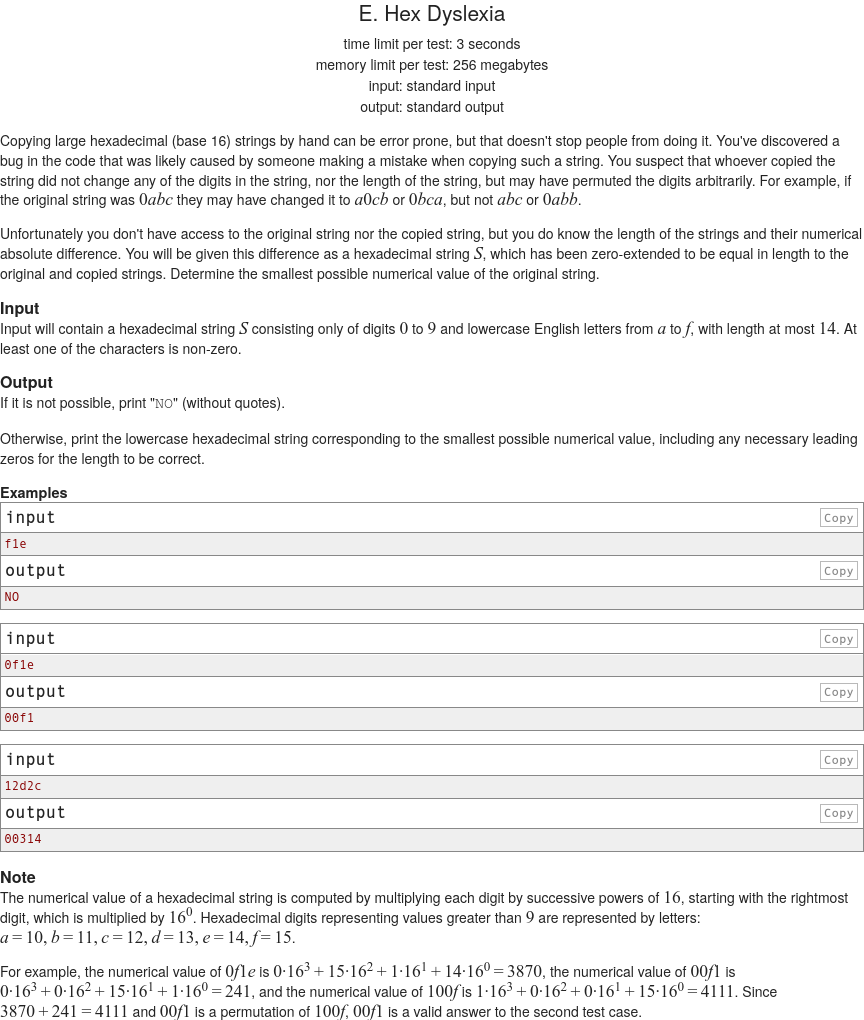 E. Hex Dyslexia
time limit per test: 3 seconds
memory limit per test: 256 megabytes
input: standard input
output: standard output
Copying large hexadecimal (base 16) strings by hand can be error prone, but that doesn't stop people from doing it. You've discovered a
bug in the code that was likely caused by someone making a mistake when copying such a string. You suspect that whoever copied the
string did not change any of the digits in the string, nor the length of the string, but may have permuted the digits arbitrarily. For example, if
the original string was 0abc they may have changed it to a0cb or 0bca, but not abc or 0abb.
Unfortunately you don't have access to the original string nor the copied string, but you do know the length of the strings and their numerical
absolute difference. You will be given this difference as a hexadecimal string S, which has been zero-extended to be equal in length to the
original and copied strings. Determine the smallest possible numerical value of the original string.
Input
Input will contain a hexadecimal string S consisting only of digits 0 to 9 and lowercase English letters from a to f, with length at most 14. At
least one of the characters is non-zero.
Output
If it is not possible, print "NO" (without quotes).
Otherwise, print the lowercase hexadecimal string corresponding to the smallest possible numerical value, including any necessary leading
zeros for the length to be correct.
Examples
input Copy
f1e
output Copy
NO
input Copy
0f1e
output Copy
00f1
input Copy
12d2c
output Copy
00314
Note
The numerical value of a hexadecimal string is computed by multiplying each digit by successive powers of 16, starting with the rightmost
digit, which is multiplied by 16^0. Hexadecimal digits representing values greater than 9 are represented by letters:
a = 10, b = 11, c = 12, d = 13, e = 14, f = 15.
For example, the numerical value of 0f1e is 0·16^3 + 15·16^2 + 1·16^1 + 14·16^0 = 3870, the numerical value of 00f1 is
0·16^3 + 0·16^2 + 15·16^1 + 1·16^0 = 241, and the numerical value of 100f is 1·16^3 + 0·16^2 + 0·16^1 + 15·16^0 = 4111. Since
3870 + 241 = 4111 and 00f1 is a permutation of 100f, 00f1 is a valid answer to the second test case.